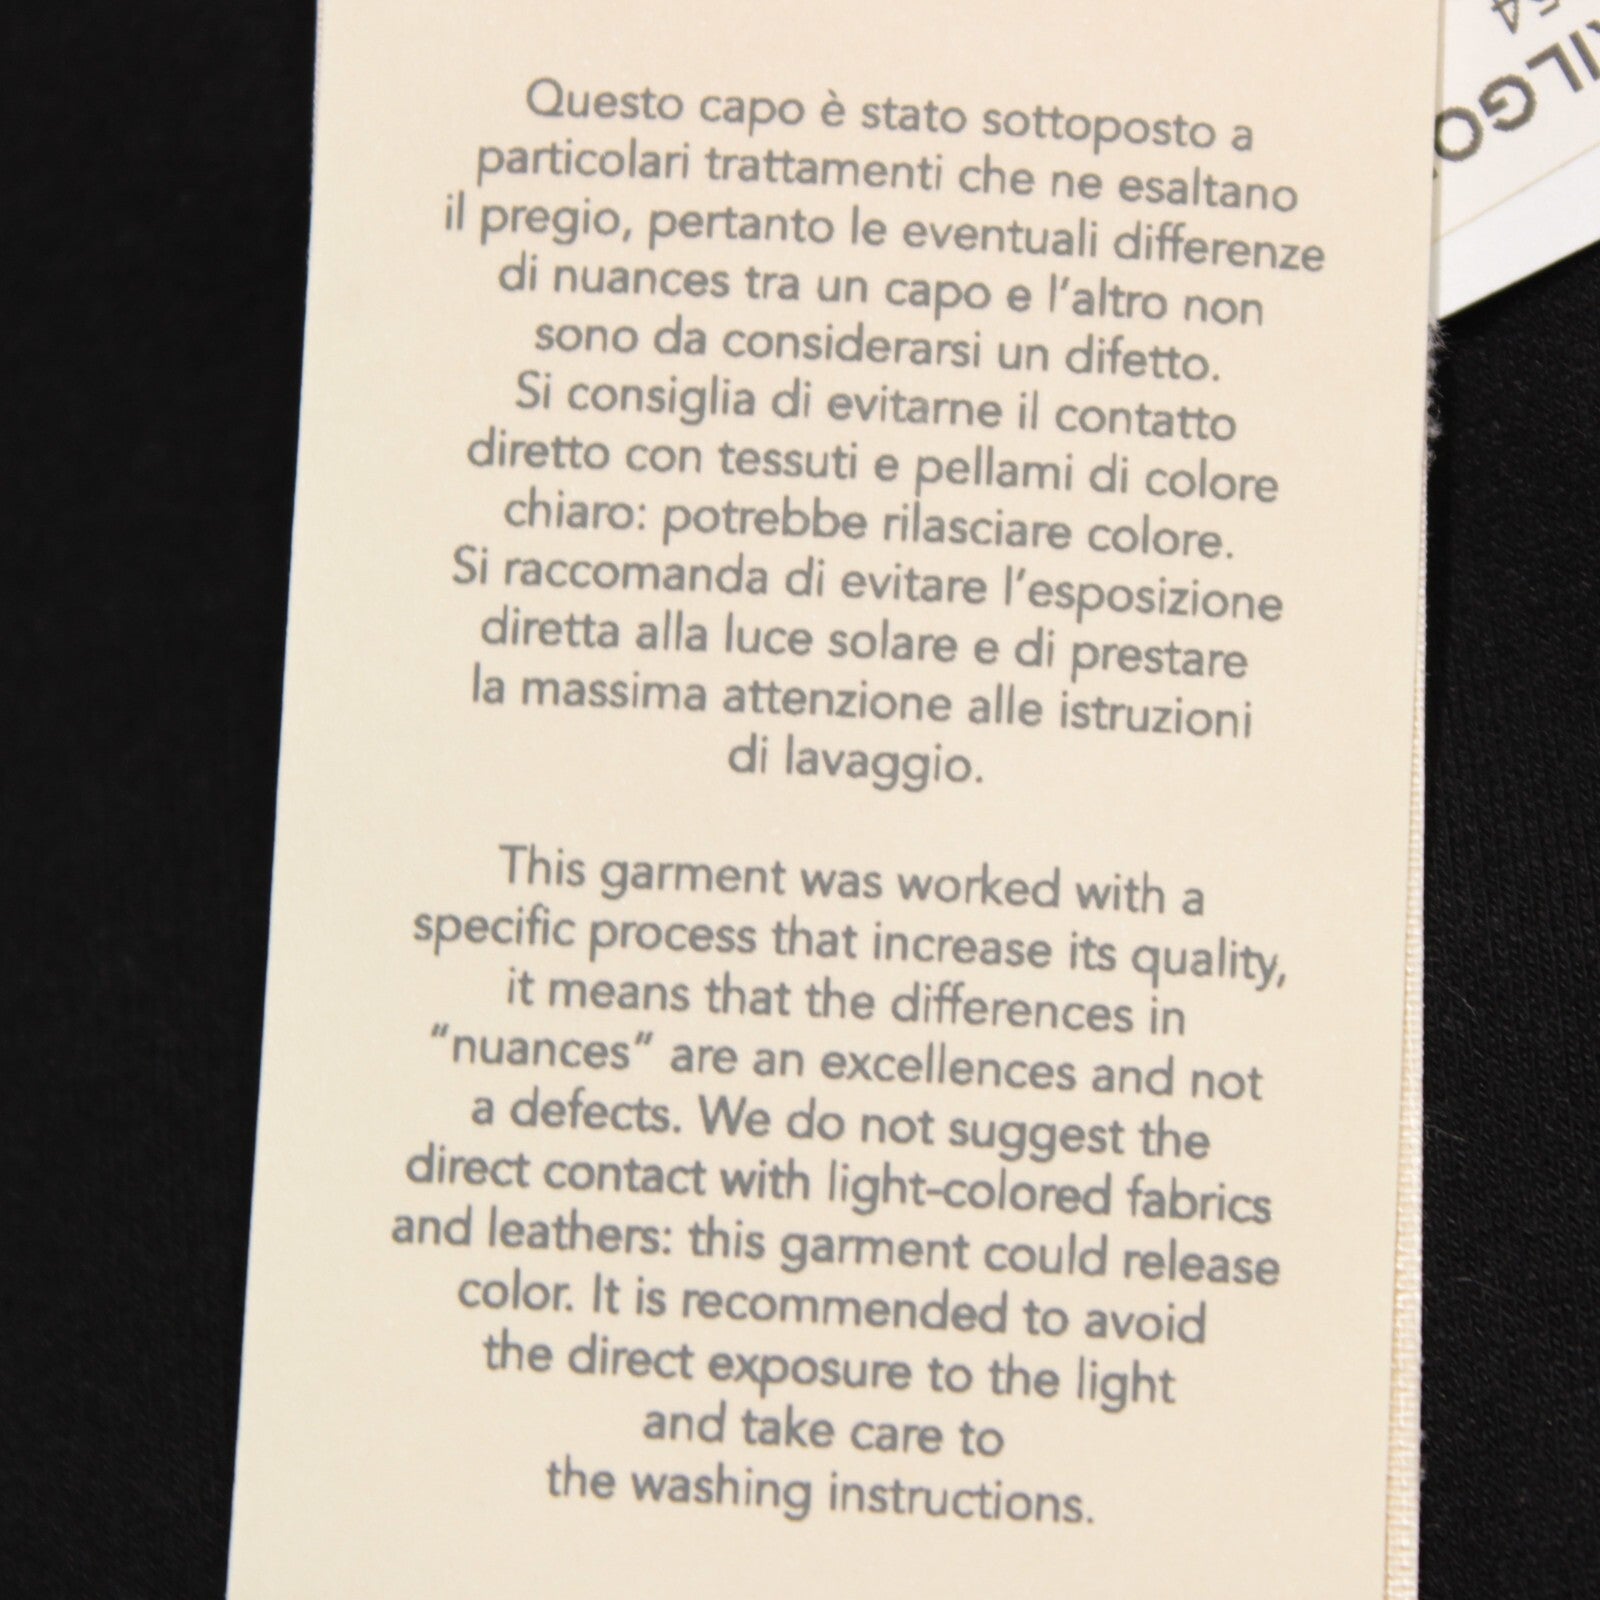 Questo capo è stato sottoposto a
particolari trattamenti che ne esaltano
il pregio, pertanto le eventuali differenze
di nuances tra un capo e l'altro non
sono da considerarsi un difetto.
Si consiglia di evitarne il contatto
diretto con tessuti e pellami di colore
chiaro: potrebbe rilasciare colore.
Si raccomanda di evitare l'esposizione
diretta alla luce solare e di prestare
la massima attenzione alle istruzioni
di lavaggio.
This garment was worked with a
specific process that increase its quality,
it means that the differences in
“nuances” are an excellences and not
a defects. We do not suggest the
direct contact with light-colored fabrics
and leathers: this garment could release
color. It is recommended to avoid
the direct exposure to the light
and take care to
the washing instructions.